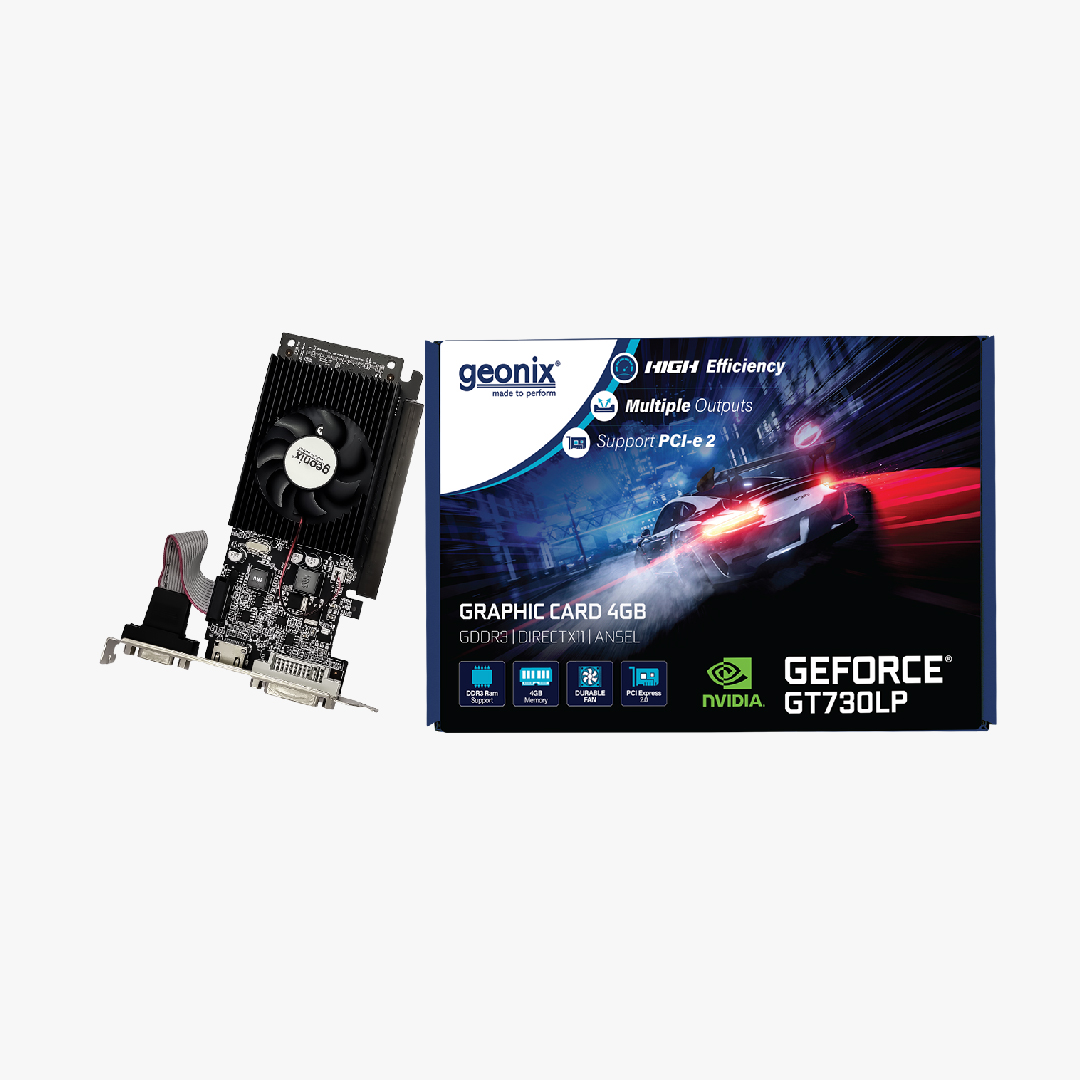 geonix
geonix®
made to perform
HIGH Efficiency
Multiple Outputs
Support PCI-e 2
GRAPHIC CARD 4GB
GDDR3 | DIRECTX11 | ANSEL
DDR3 Ram
Support
4GB
Memory
DURABLE
FAN
PCI Express
2.0
NVIDIA.
GEFORCE®
GT730LP